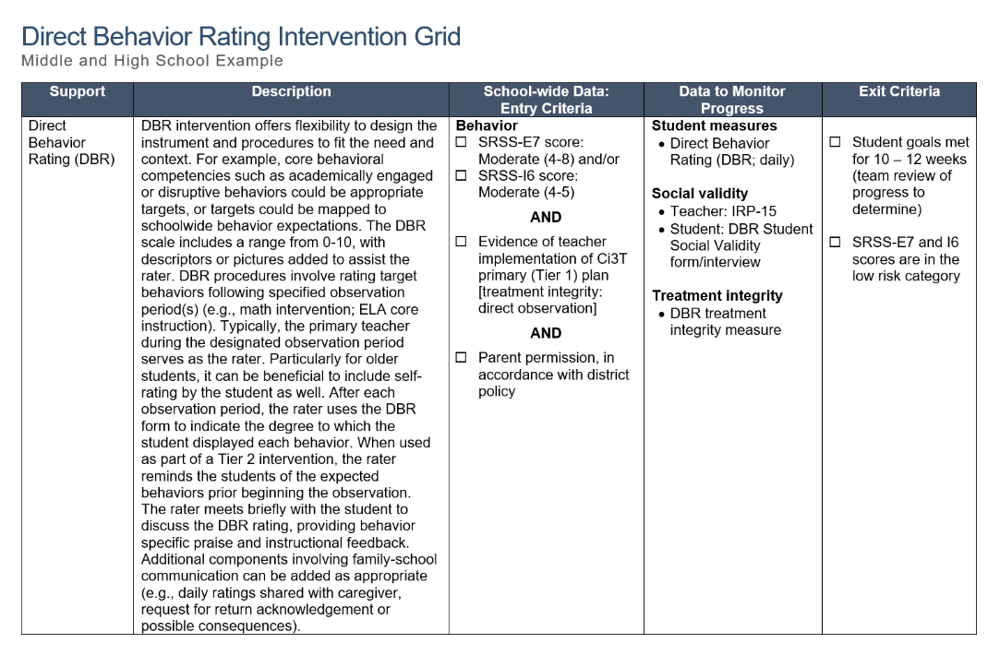 Direct Behavior Rating Intervention Grid
Middle and High School Example
Support
Description
School-wide Data:
Entry Criteria
Data to Monitor
Progress
Exit Criteria
Direct
Behavior
Rating (DBR)
DBR intervention offers flexibility to design the
instrument and procedures to fit the need and
context. For example, core behavioral
competencies such as academically engaged
or disruptive behaviors could be appropriate
targets, or targets could be mapped to
schoolwide behavior expectations. The DBR
scale includes a range from 0-10, with
descriptors or pictures added to assist the
rater. DBR procedures involve rating target
behaviors following specified observation
period(s) (e.g., math intervention; ELA core
instruction). Typically, the primary teacher
during the designated observation period
serves as the rater. Particularly for older
students, it can be beneficial to include self-
rating by the student as well. After each
observation period, the rater uses the DBR
form to indicate the degree to which the
student displayed each behavior. When used
as part of a Tier 2 intervention, the rater
reminds the students of the expected
behaviors prior beginning the observation.
The rater meets briefly with the student to
discuss the DBR rating, providing behavior
specific praise and instructional feedback.
Additional components involving family-school
communication can be added as appropriate
(e.g., daily ratings shared with caregiver,
request for return acknowledgement or
possible consequences).
Behavior
☐ SRSS-E7 score:
Moderate (4-8) and/or
☐ SRSS-I6 score:
Moderate (4-5)
AND
☐ Evidence of teacher
implementation of Ci3T
primary (Tier 1) plan
[treatment integrity:
direct observation]
AND
☐ Parent permission, in
accordance with district
policy
Student measures
• Direct Behavior
Rating (DBR; daily)
Social validity
• Teacher: IRP-15
• Student: DBR Student
Social Validity
form/interview
Treatment integrity
• DBR treatment
integrity measure
☐ Student goals met
for 10 – 12 weeks
(team review of
progress to
determine)
☐ SRSS-E7 and I6
scores are in the
low risk category